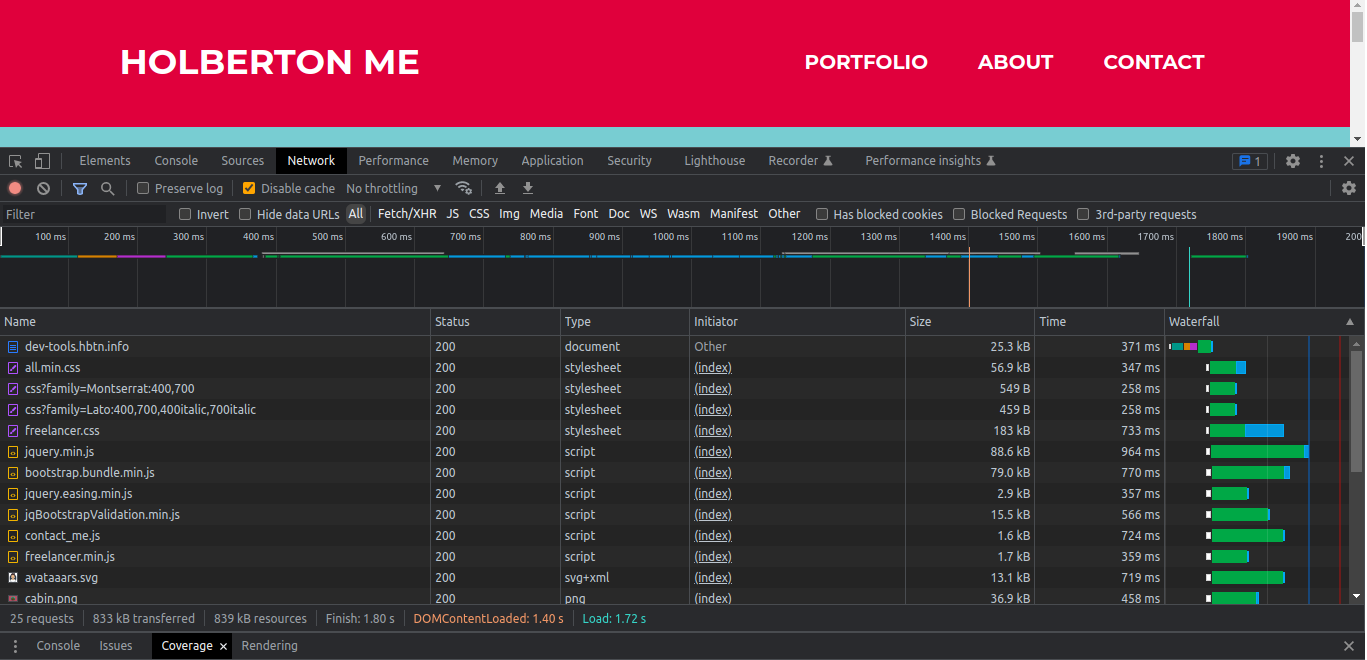 HOLBERTON ME PORTFOLIO ABOUT CONTACT
Elements Console Sources Network Performance Memory Application Security Lighthouse Recorder Performance insights 1
Preserve log Disable cache No throttling
Filter Invert Hide data URLs All Fetch/XHR JS CSS Img Media Font Doc WS Wasm Manifest Other Has blocked cookies Blocked Requests 3rd-party requests
100 ms 200 ms 300 ms 400 ms 500 ms 600 ms 700 ms 800 ms 900 ms 1000 ms 1100 ms 1200 ms 1300 ms 1400 ms 1500 ms 1600 ms 1700 ms 1800 ms 1900 ms 200
Name Status Type Initiator Size Time Waterfall
dev-tools.hbtn.info 200 document Other 25.3 kB 371 ms
all.min.css 200 stylesheet (index) 56.9 kB 347 ms
css?family=Montserrat:400,700 200 stylesheet (index) 549 B 258 ms
css?family=Lato:400,700,400italic,700italic 200 stylesheet (index) 459 B 258 ms
freelancer.css 200 stylesheet (index) 183 kB 733 ms
jquery.min.js 200 script (index) 88.6 kB 964 ms
bootstrap.bundle.min.js 200 script (index) 79.0 kB 770 ms
jquery.easing.min.js 200 script (index) 2.9 kB 357 ms
jqBootstrapValidation.min.js 200 script (index) 15.5 kB 566 ms
contact_me.js 200 script (index) 1.6 kB 724 ms
freelancer.min.js 200 script (index) 1.7 kB 359 ms
avataaars.svg 200 svg+xml (index) 13.1 kB 719 ms
cabin.png 200 png (index) 36.9 kB 458 ms
25 requests 833 kB transferred 839 kB resources Finish: 1.80 s DOMContentLoaded: 1.40 s Load: 1.72 s
Console Issues Coverage Rendering